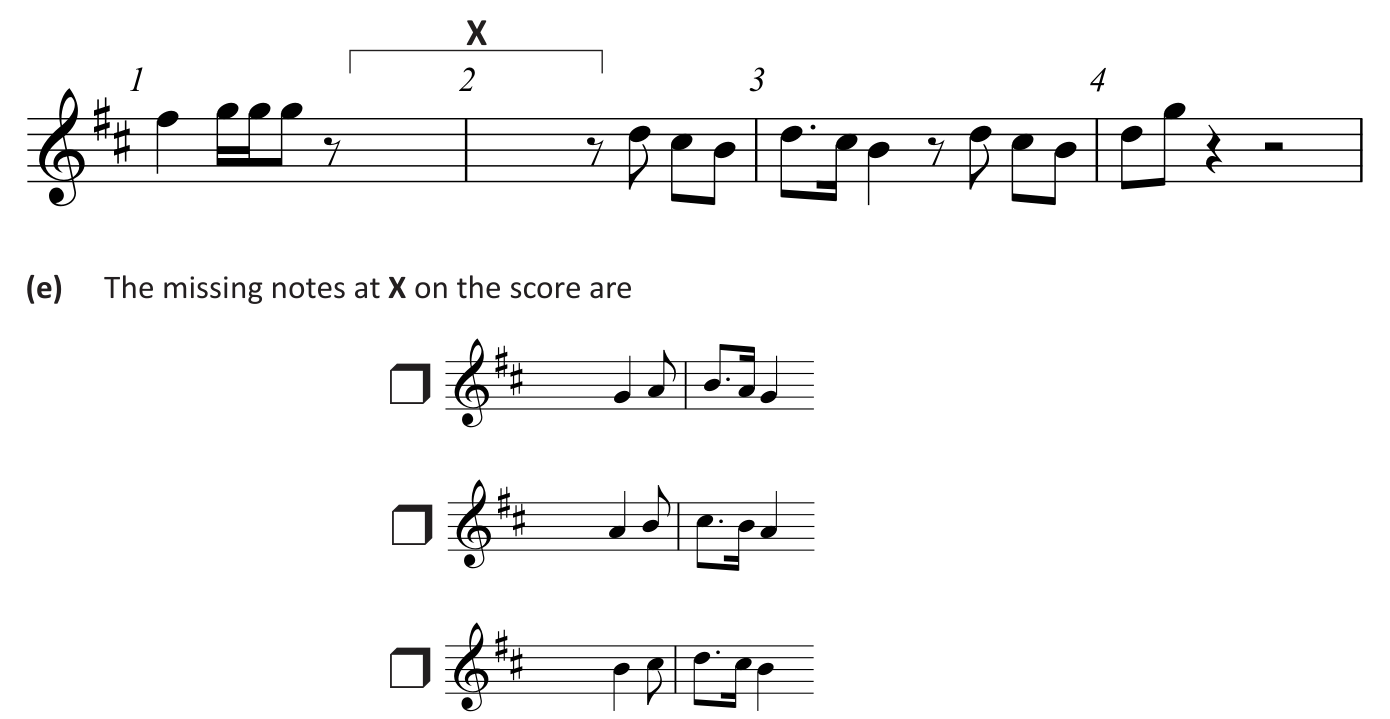 X
1 2 3 4
(e) The missing notes at X on the score are